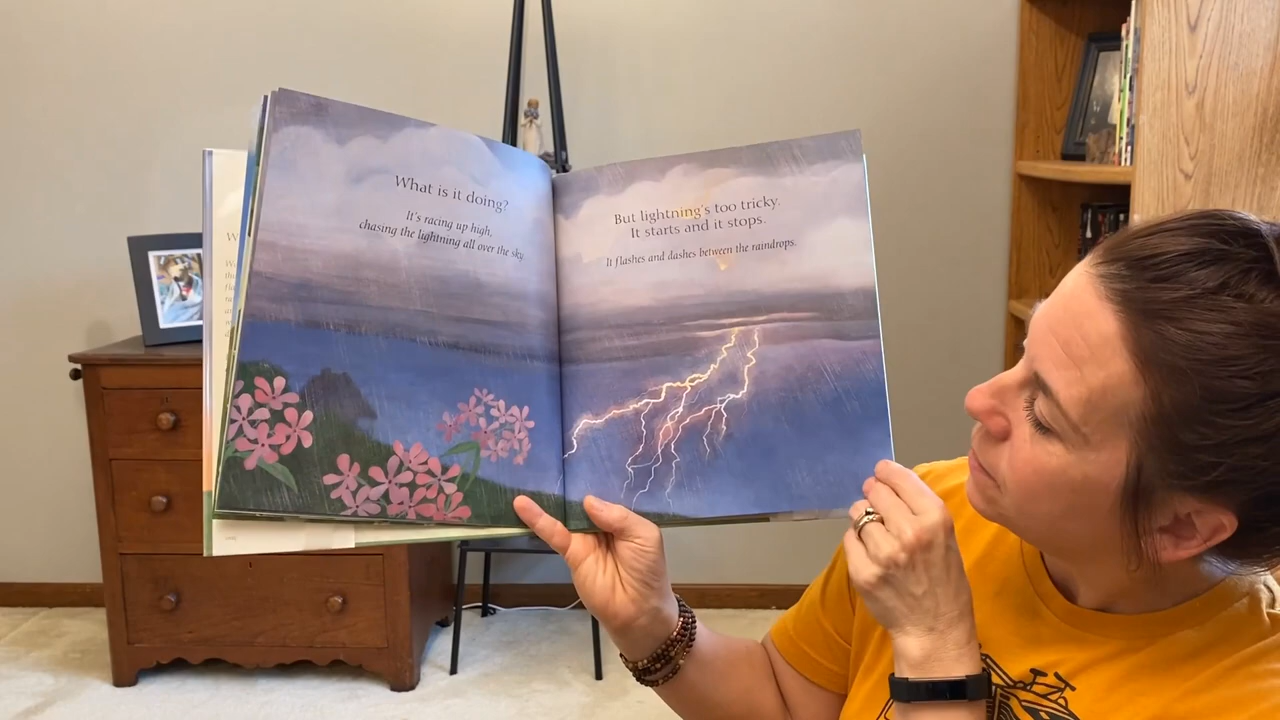 What is it doing?
It's racing up high,
chasing the lightning all over the sky.
But lightning's too tricky.
It starts and it stops.
It flashes and dashes between the raindrops.